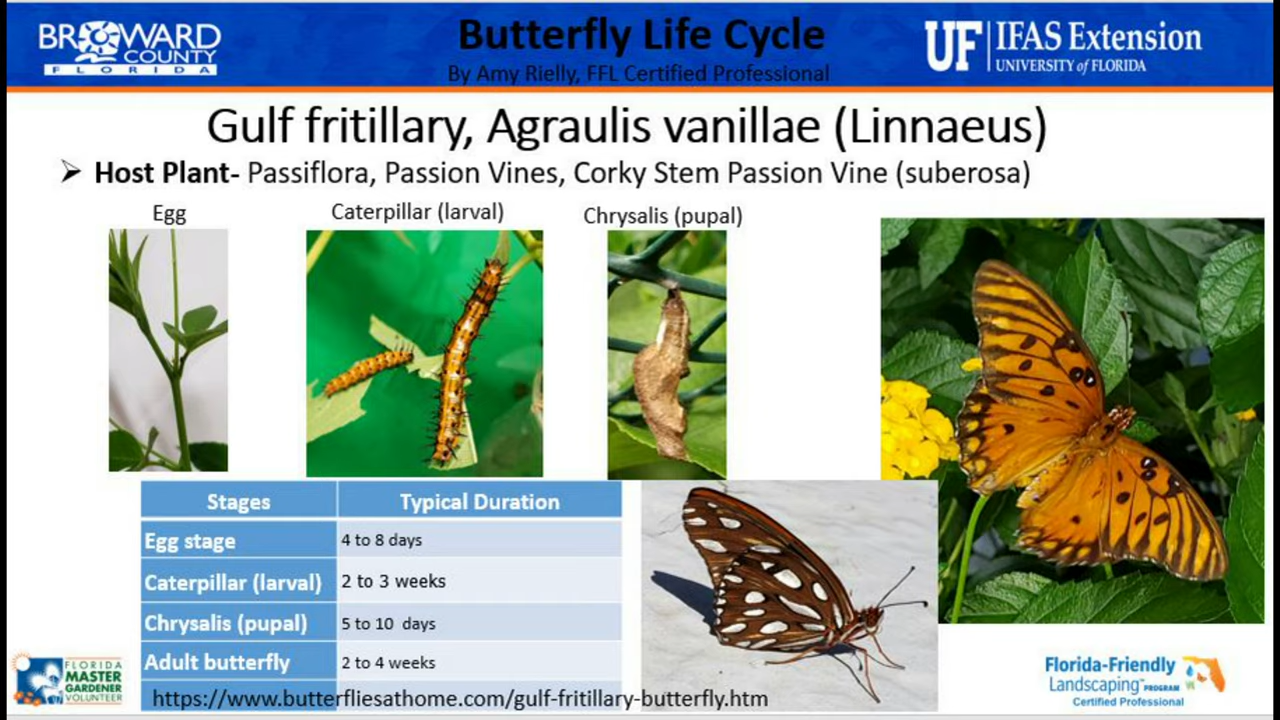 BROWARD
COUNTY
FLORIDA
Butterfly Life Cycle
By Amy Rielly, FFL Certified Professional
UF IFAS Extension
UNIVERSITY of FLORIDA
Gulf fritillary, Agraulis vanillae (Linnaeus)
➢ Host Plant- Passiflora, Passion Vines, Corky Stem Passion Vine (suberosa)
Egg
Caterpillar (larval)
Chrysalis (pupal)
Stages Typical Duration
Egg stage 4 to 8 days
Caterpillar (larval) 2 to 3 weeks
Chrysalis (pupal) 5 to 10 days
Adult butterfly 2 to 4 weeks
https://www.butterfliesathome.com/gulf-fritillary-butterfly.htm
FLORIDA
MASTER
GARDENER
VOLUNTEER
Florida-Friendly
Landscaping™ PROGRAM
Certified Professional